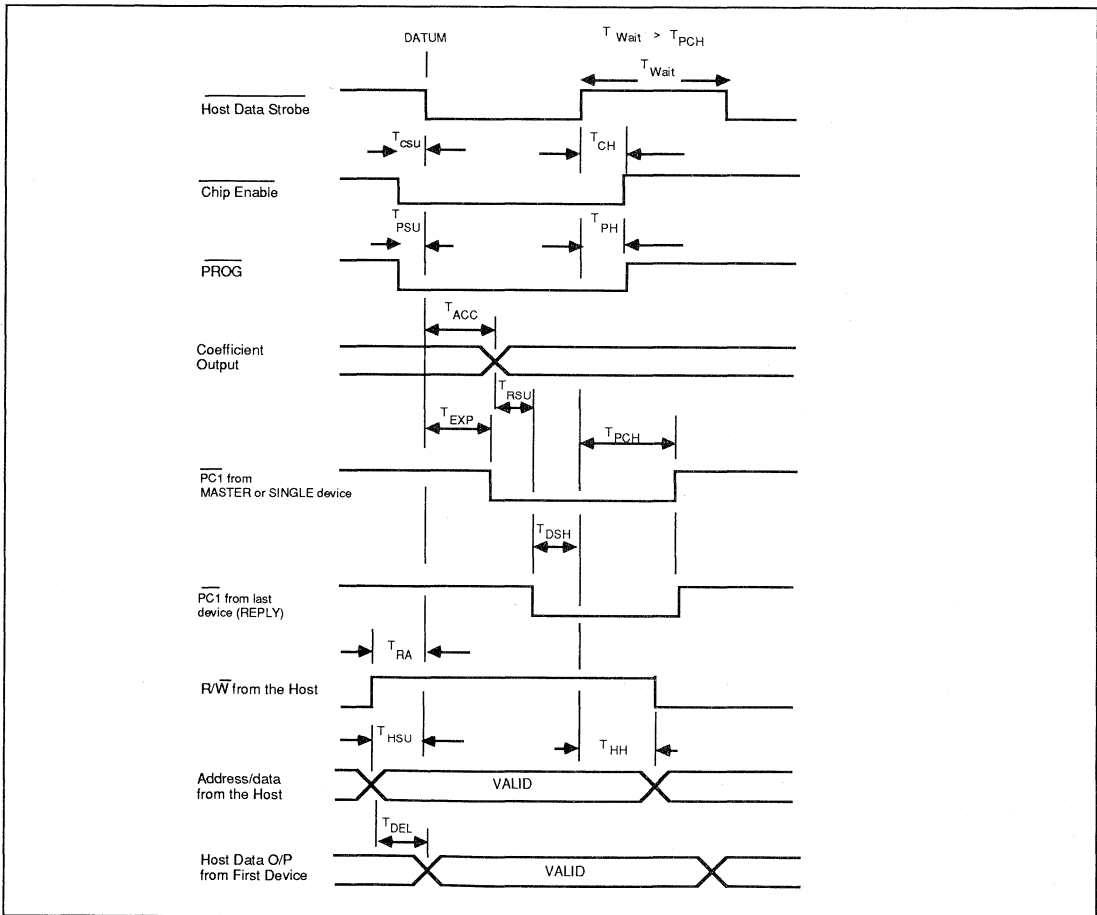 DATUM
T Wait > T PCH
T Wait
Host Data Strobe
T csu
T CH
Chip Enable
T PSU
T PH
PROG
T ACC
Coefficient
Output
T RSU
T EXP
T PCH
PC1 from
MASTER or SINGLE device
T DSH
PC1 from last
device (REPLY)
T RA
R/W from the Host
T HSU
T HH
Address/data
from the Host
VALID
T DEL
Host Data O/P
from First Device
VALID